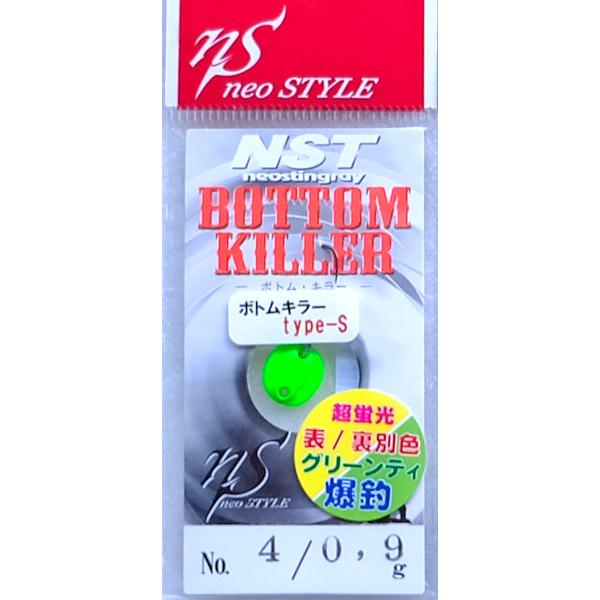 ns
neo STYLE
NST
neostingray
BOTTOM
KILLER
— ボトム・キラー —
ボトムキラー
type-S
超蛍光
表/裏別色
グリーンティ
爆釣
ns
neo STYLE
No. 4/0,9g